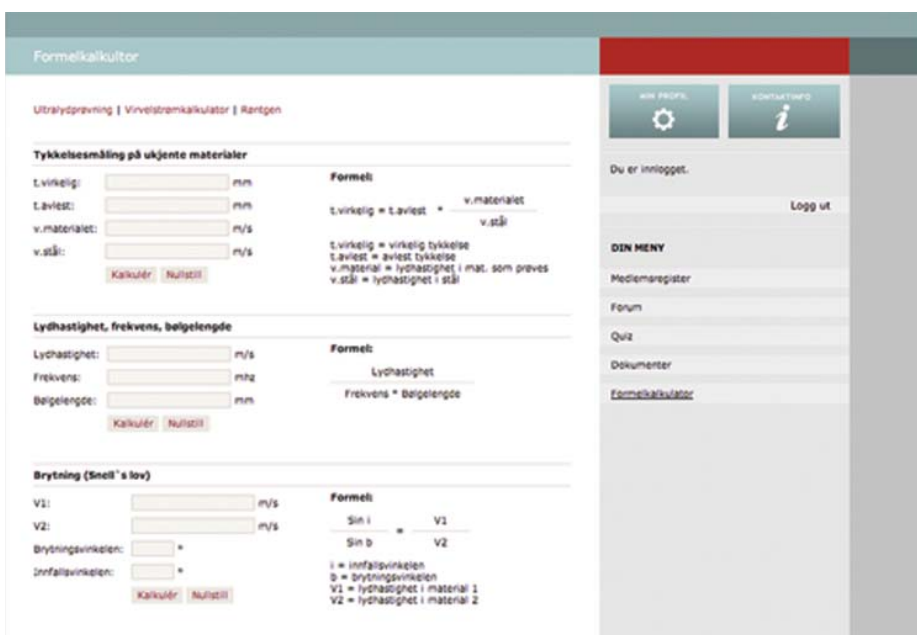 Formelkalkultor
Ultralydprøvning | Virvelstrømkalkulator | Røntgen
Tykkelsesmåling på ukjente materialer
t.virkelig: mm
t.avlest: mm
v.materialet: m/s
v.stål: m/s
Kalkulér Nullstill
Formel:
t.virkelig = t.avlest * v.materialet
v.stål
t.virkelig = virkelig tykkelse
t.avlest = avlest tykkelse
v.material = lydhastighet i mat. som prøves
v.stål = lydhastighet i stål
Lydhastighet, frekvens, bølgelengde
Lydhastighet: m/s
Frekvens: mhz
Bølgelengde: mm
Kalkulér Nullstill
Formel:
Lydhastighet
Frekvens * Bølgelengde
Brytning (Snell`s lov)
V1: m/s
V2: m/s
Brytningsvinkelen: °
Innfallsvinkelen: °
Kalkulér Nullstill
Formel:
Sin i = V1
Sin b V2
i = innfallsvinkelen
b = brytningsvinkelen
V1 = lydhastighet i material 1
V2 = lydhastighet i material 2
MIN PROFIL
KONTAKTINFO
i
Du er innlogget.
Logg ut
DIN MENY
Medlemsregister
Forum
Quiz
Dokumenter
Formelkalkulator